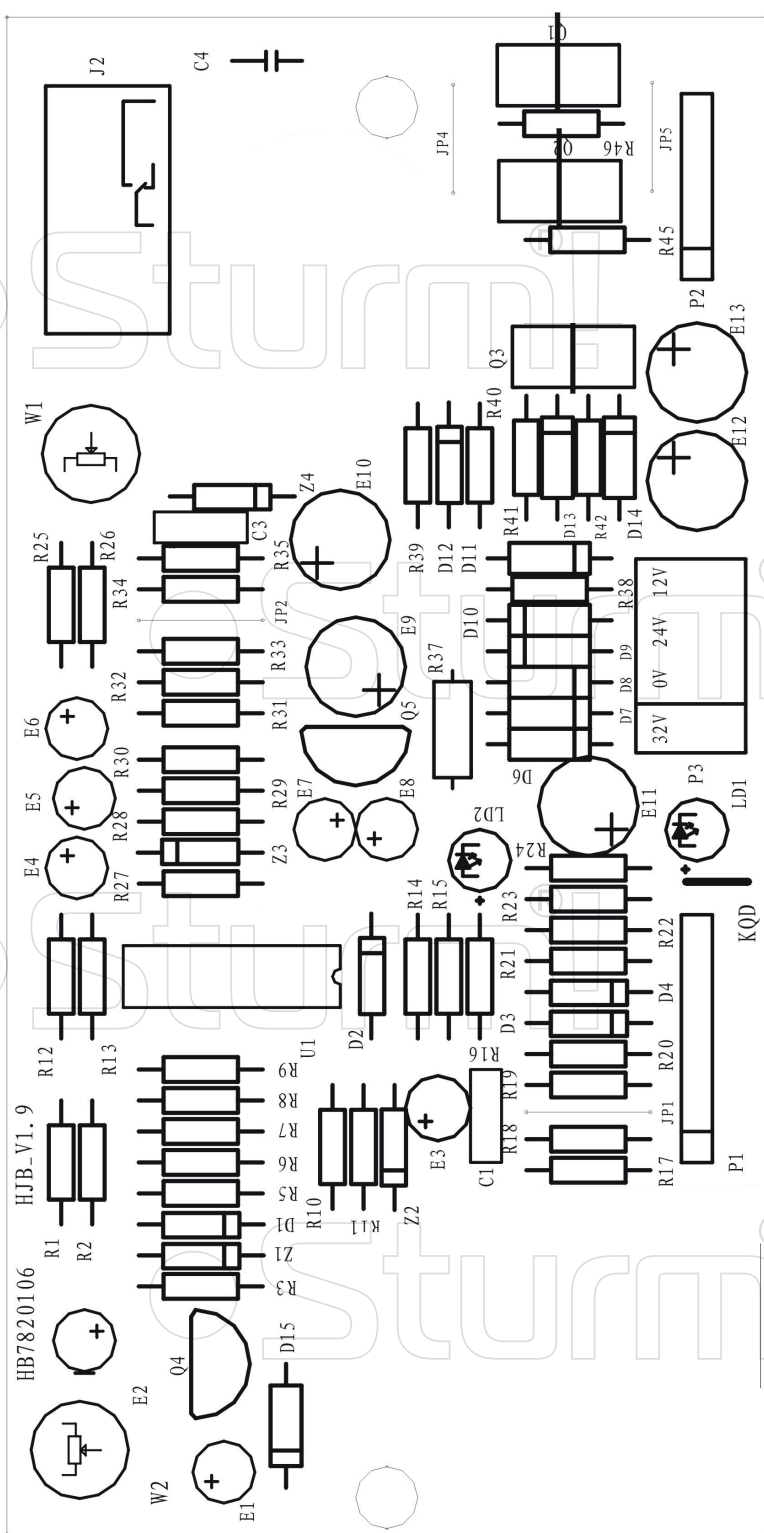 J2
C4
Q1
JP4
Q2
R46
JP5
R45
P2
E13
Q3
W1
R40
E12
Z4
E10
C3
R41
D13
R42
D14
R25
R26
R34
R35
R39
D12
D11
JP2
R38
12V
D10
E9
R33
R32
R37
D9
24V
D8
0V
R31
Q5
D7
32V
E6
R30
E5
R29
E7
E8
D6
P3
LD1
R28
E11
LD2
E4
R27
Z3
R24
R14
R15
R23
R22
KQD
R21
R12
R13
U1
D2
D4
D3
R16
R20
R9
R19
R8
R7
JP1
HJB_V1.9
R6
E3
C1
R18
R17
P1
R5
R10
R11
Z2
R1
R2
D1
Z1
R3
HB7820106
D15
Q4
E2
W2
E1
Sturm!
®
Sturm!
Sturm!
®
Sturm!